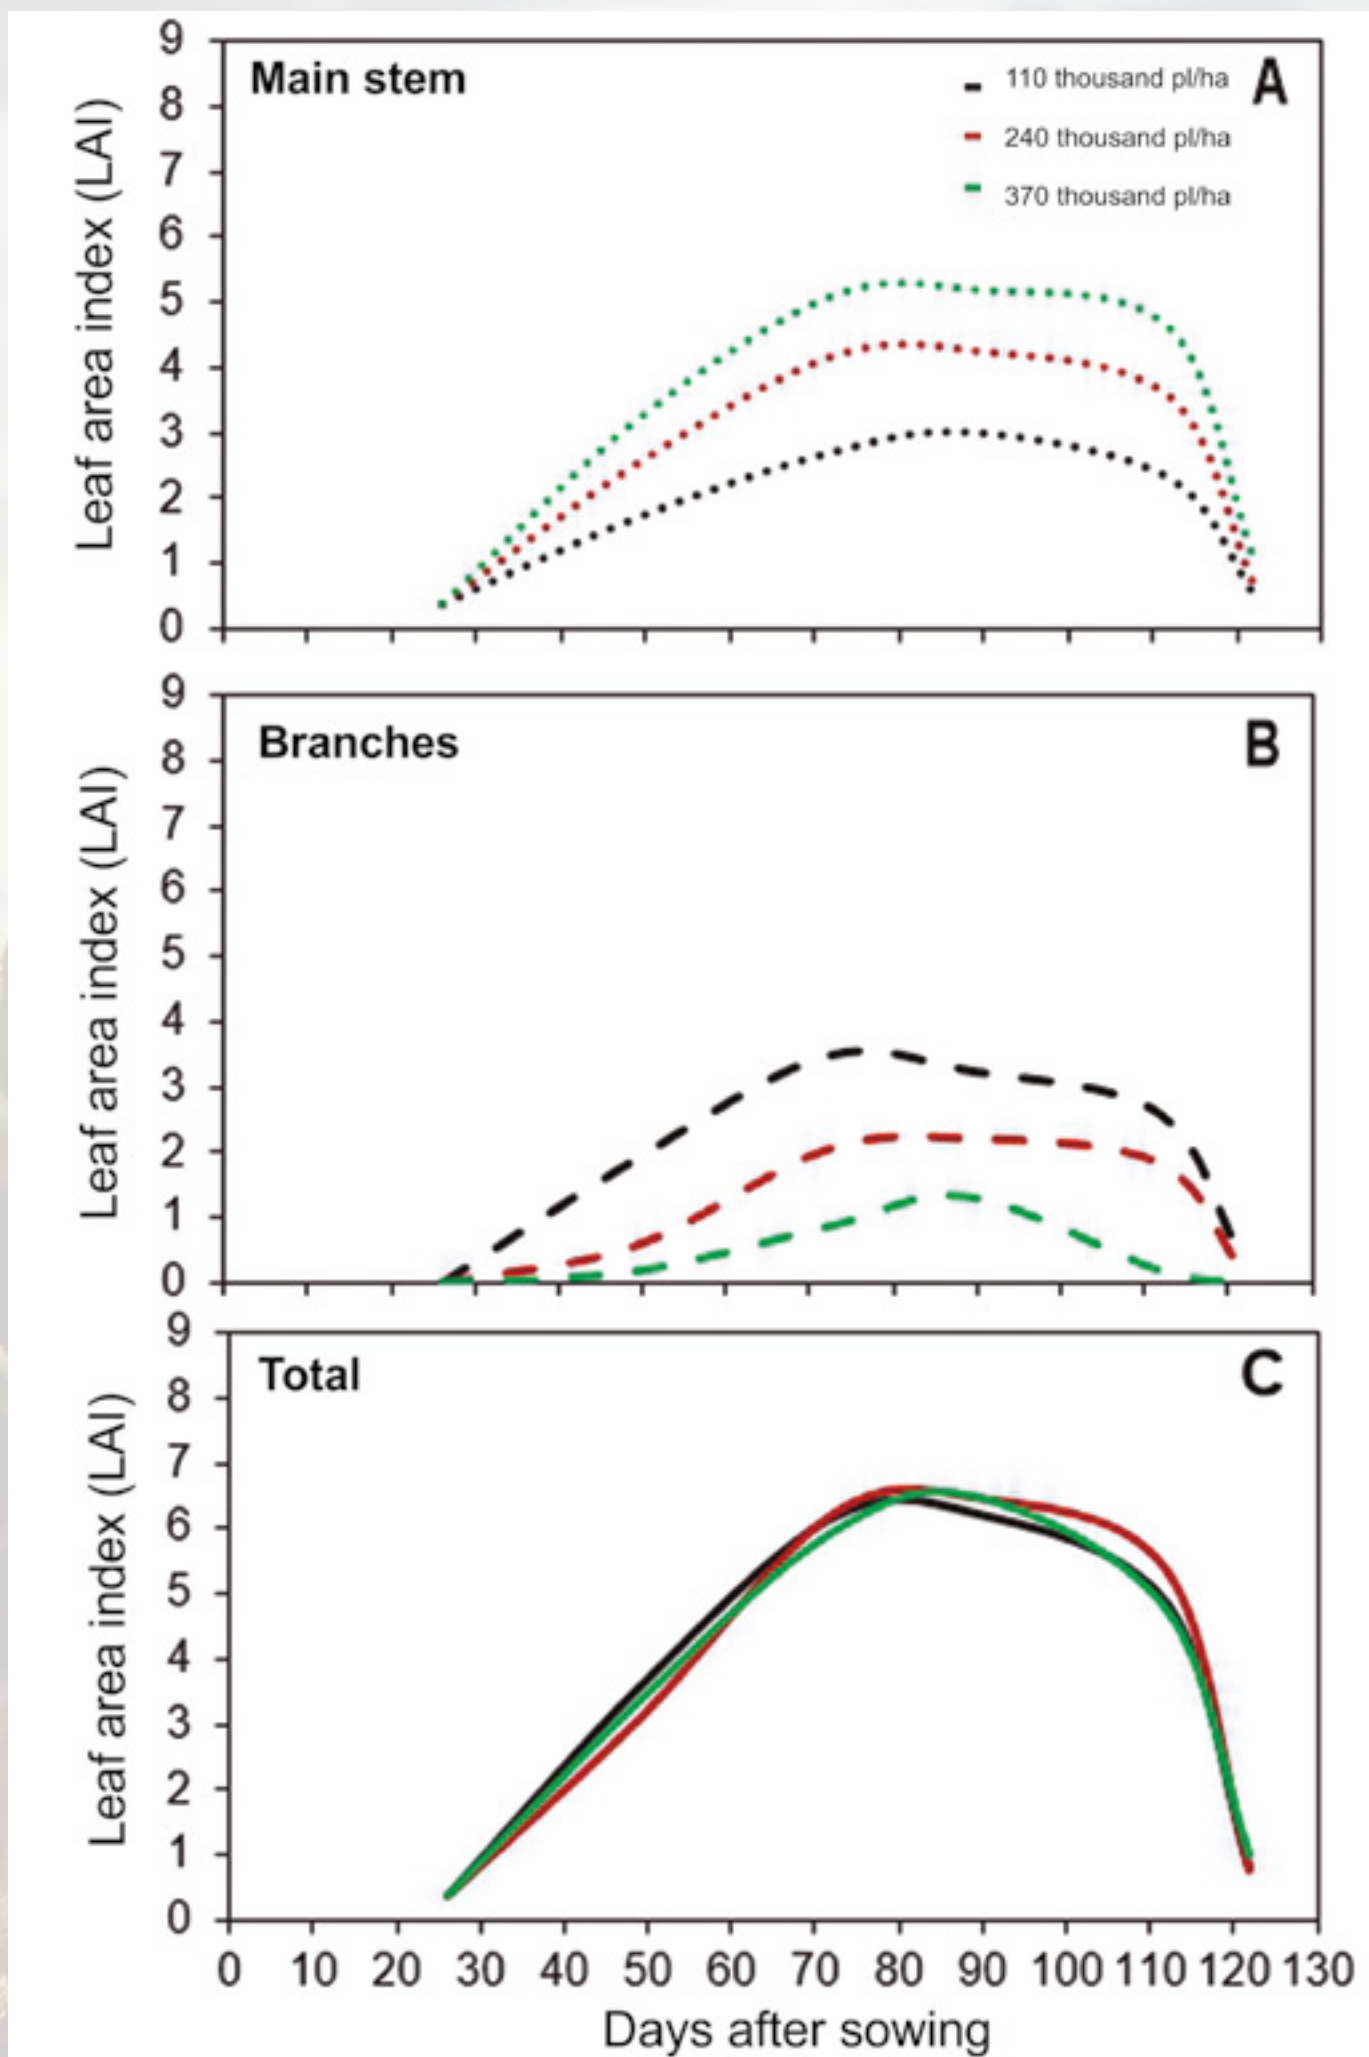 Main stem
A
110 thousand pl/ha
240 thousand pl/ha
370 thousand pl/ha
Leaf area index (LAI)
9
8
7
6
5
4
3
2
1
0
Branches
B
Leaf area index (LAI)
9
8
7
6
5
4
3
2
1
0
Total
C
Leaf area index (LAI)
9
8
7
6
5
4
3
2
1
0
0 10 20 30 40 50 60 70 80 90 100 110 120 130
Days after sowing